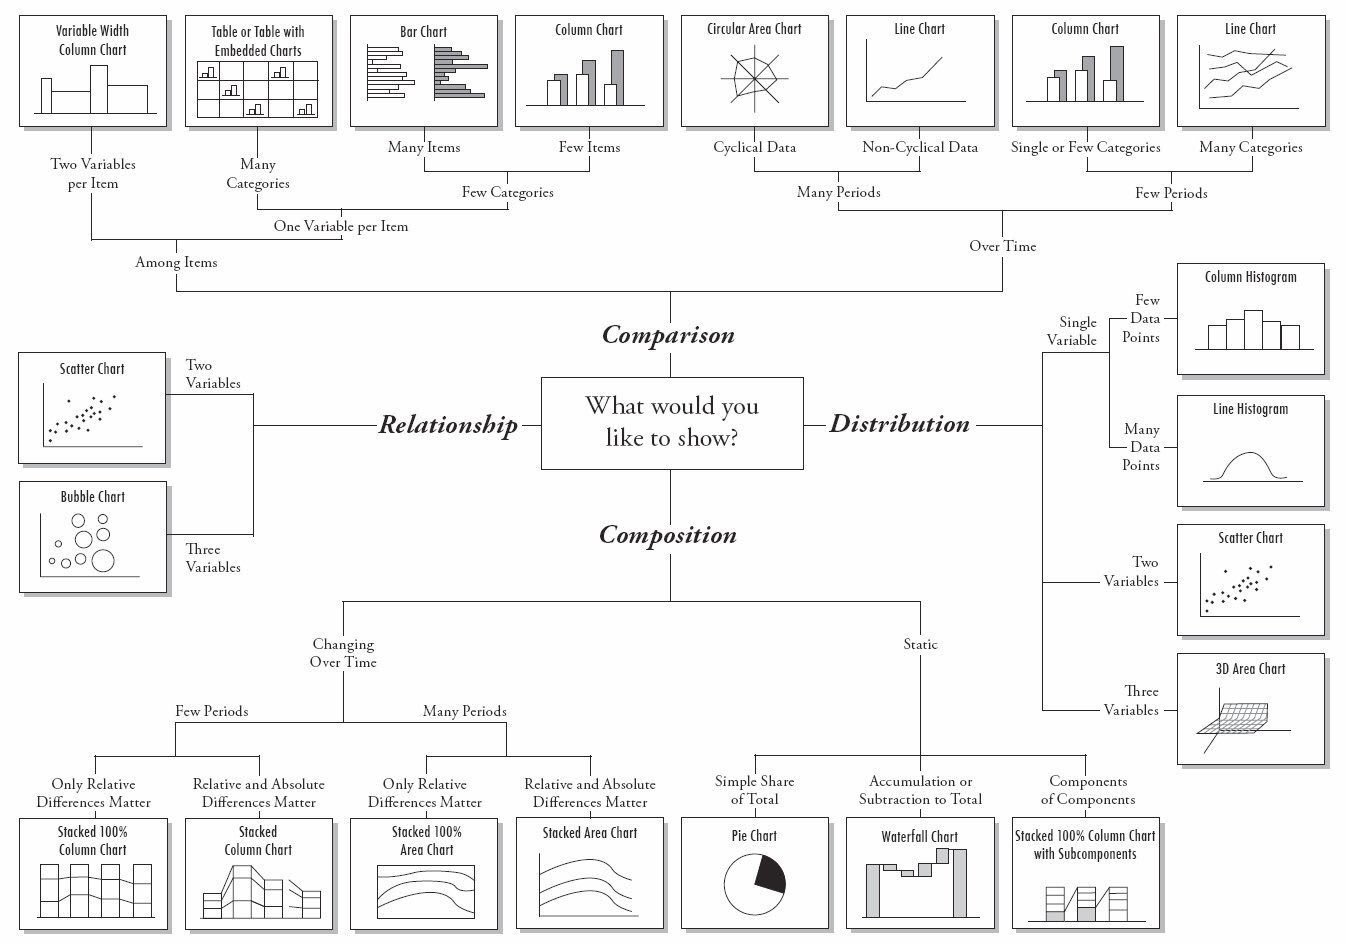 Variable Width
Column Chart
Table or Table with
Embedded Charts
Bar Chart
Column Chart
Circular Area Chart
Line Chart
Column Chart
Line Chart
Two Variables
per Item
Many
Categories
Many Items
Few Items
Cyclical Data
Non-Cyclical Data
Single or Few Categories
Many Categories
Few Categories
Many Periods
Few Periods
One Variable per Item
Over Time
Among Items
Comparison
What would you
like to show?
Relationship
Two
Variables
Scatter Chart
Bubble Chart
Three
Variables
Distribution
Single
Variable
Few
Data
Points
Column Histogram
Many
Data
Points
Line Histogram
Two
Variables
Scatter Chart
Three
Variables
3D Area Chart
Composition
Changing
Over Time
Static
Few Periods
Many Periods
Only Relative
Differences Matter
Relative and Absolute
Differences Matter
Only Relative
Differences Matter
Relative and Absolute
Differences Matter
Simple Share
of Total
Accumulation or
Subtraction to Total
Components
of Components
Stacked 100%
Column Chart
Stacked
Column Chart
Stacked 100%
Area Chart
Stacked Area Chart
Pie Chart
Waterfall Chart
Stacked 100% Column Chart
with Subcomponents